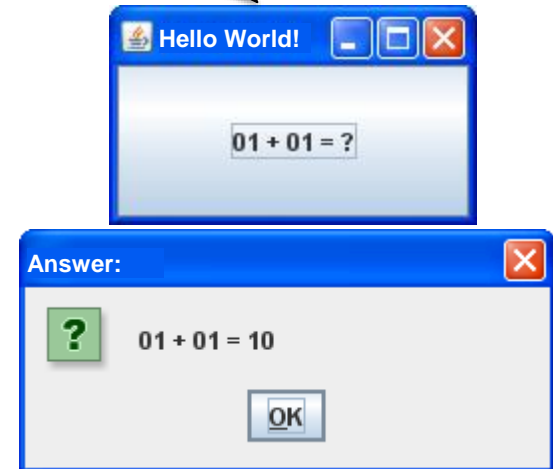 Hello World!
01 + 01 = ?
Answer:
?
01 + 01 = 10
OK